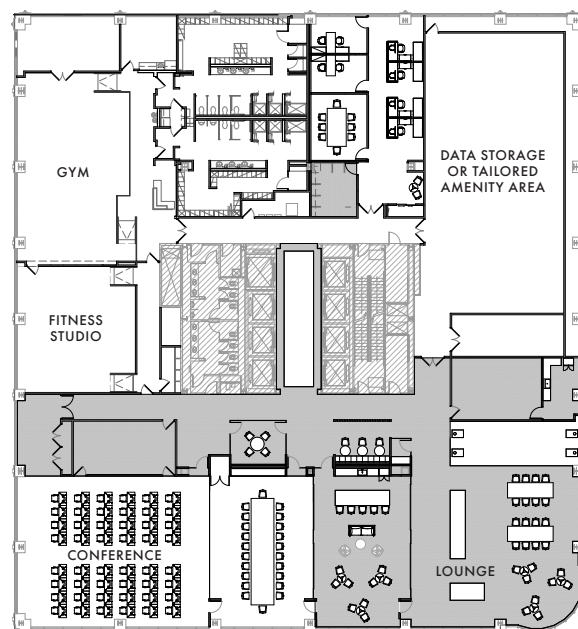 GYM
DATA STORAGE
OR TAILORED
AMENITY AREA
FITNESS
STUDIO
CONFERENCE
LOUNGE